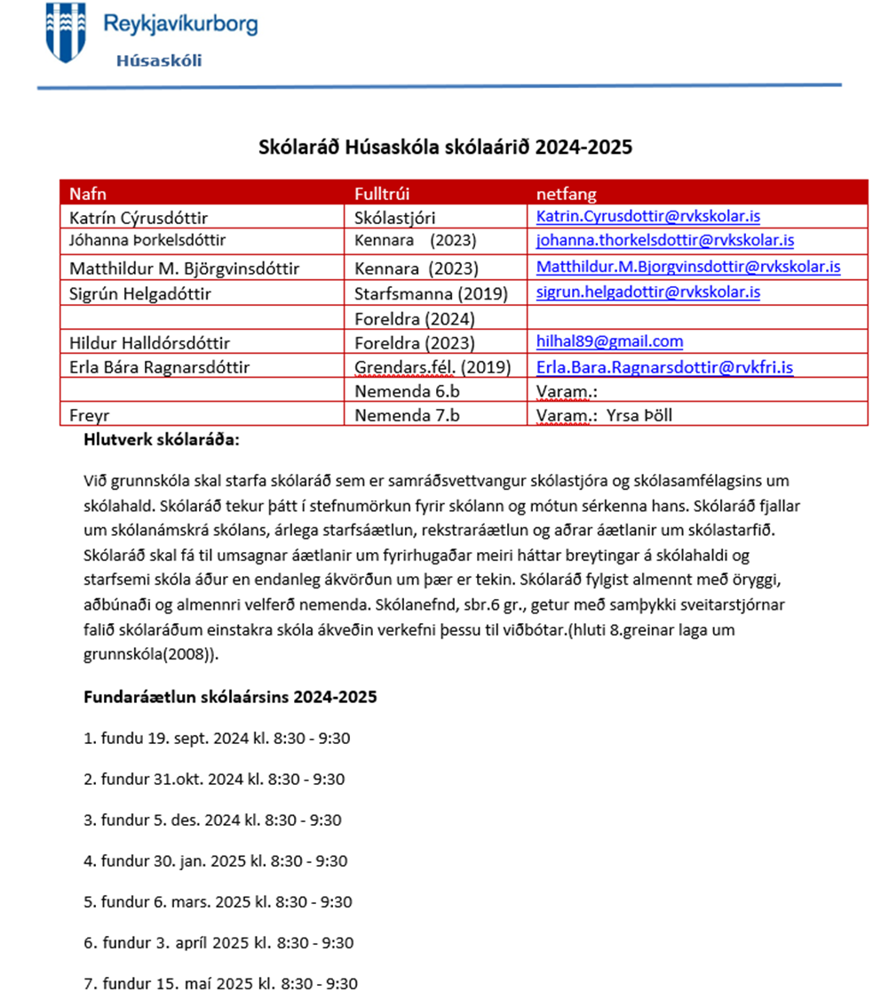 Reykjavíkurborg
Húsaskóli
Skólaráð Húsaskóla skólaárið 2024-2025
Nafn Fulltrúi netfang
Katrín Cýrusdóttir Skólastjóri Katrin.Cyrusdottir@rvkskolar.is
Jóhanna Þorkelsdóttir Kennara (2023) johanna.thorkelsdottir@rvkskolar.is
Matthildur M. Björgvinsdóttir Kennara (2023) Matthildur.M.Bjorgvinsdottir@rvkskolar.is
Sigrún Helgadóttir Starfsmanna (2019) sigrun.helgadottir@rvkskolar.is
Foreldra (2024)
Hildur Halldórsdóttir Foreldra (2023) hilhal89@gmail.com
Erla Bára Ragnarsdóttir Grendars.fél. (2019) Erla.Bara.Ragnarsdottir@rvkfri.is
Nemenda 6.b Varam.:
Freyr Nemenda 7.b Varam.: Yrsa Þöll
Hlutverk skólaráða:
Við grunnskóla skal starfa skólaráð sem er samráðsvettvangur skólastjóra og skólasamfélagsins um
skólahald. Skólaráð tekur þátt í stefnumörkun fyrir skólann og mótun sérkenna hans. Skólaráð fjallar
um skólanámskrá skólans, árlega starfsáætlun, rekstraráætlun og aðrar áætlanir um skólastarfið.
Skólaráð skal fá til umsagnar áætlanir um fyrirhugaðar meiri háttar breytingar á skólahaldi og
starfsemi skóla áður en endanleg ákvörðun um þær er tekin. Skólaráð fylgist almennt með öryggi,
aðbúnaði og almennri velferð nemenda. Skólanefnd, sbr.6 gr., getur með samþykki sveitarstjórnar
falið skólaráðum einstakra skóla ákveðin verkefni þessu til viðbótar.(hluti 8.greinar laga um
grunnskóla(2008)).
Fundaráætlun skólaársins 2024-2025
1. fundu 19. sept. 2024 kl. 8:30 - 9:30
2. fundur 31.okt. 2024 kl. 8:30 - 9:30
3. fundur 5. des. 2024 kl. 8:30 - 9:30
4. fundur 30. jan. 2025 kl. 8:30 - 9:30
5. fundur 6. mars. 2025 kl. 8:30 - 9:30
6. fundur 3. apríl 2025 kl. 8:30 - 9:30
7. fundur 15. maí 2025 kl. 8:30 - 9:30